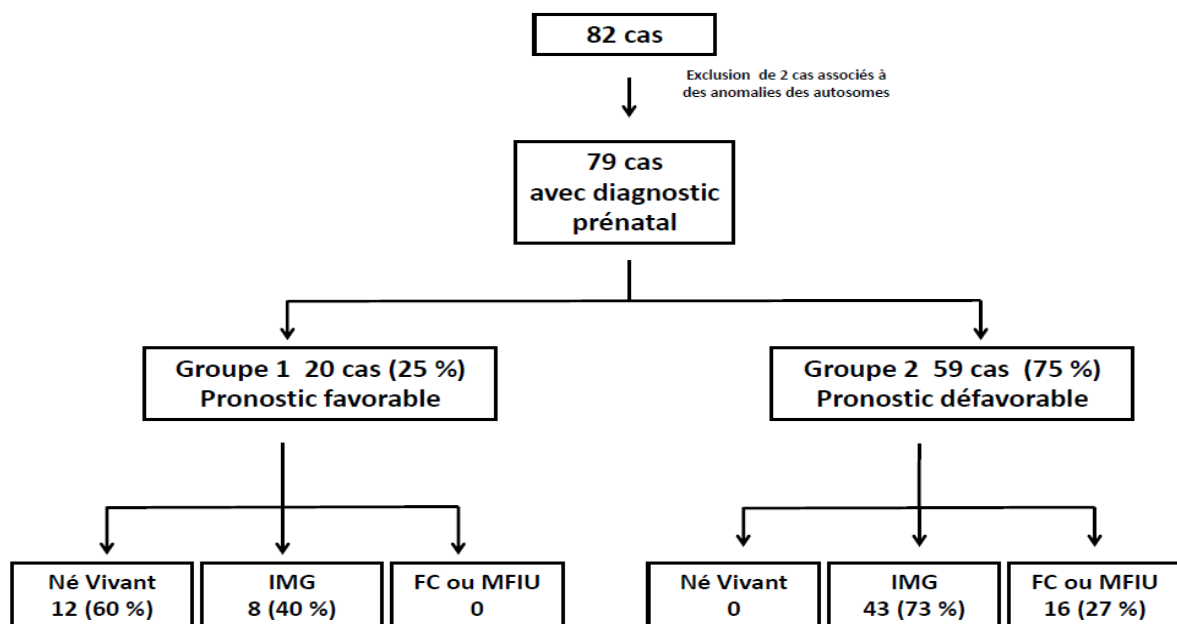 82 cas
Exclusion de 2 cas associés à
des anomalies des autosomes
79 cas
avec diagnostic
prénatal
Groupe 1 20 cas (25 %)
Pronostic favorable
Groupe 2 59 cas (75 %)
Pronostic défavorable
Né Vivant
12 (60 %)
IMG
8 (40 %)
FC ou MFIU
0
Né Vivant
0
IMG
43 (73 %)
FC ou MFIU
16 (27 %)